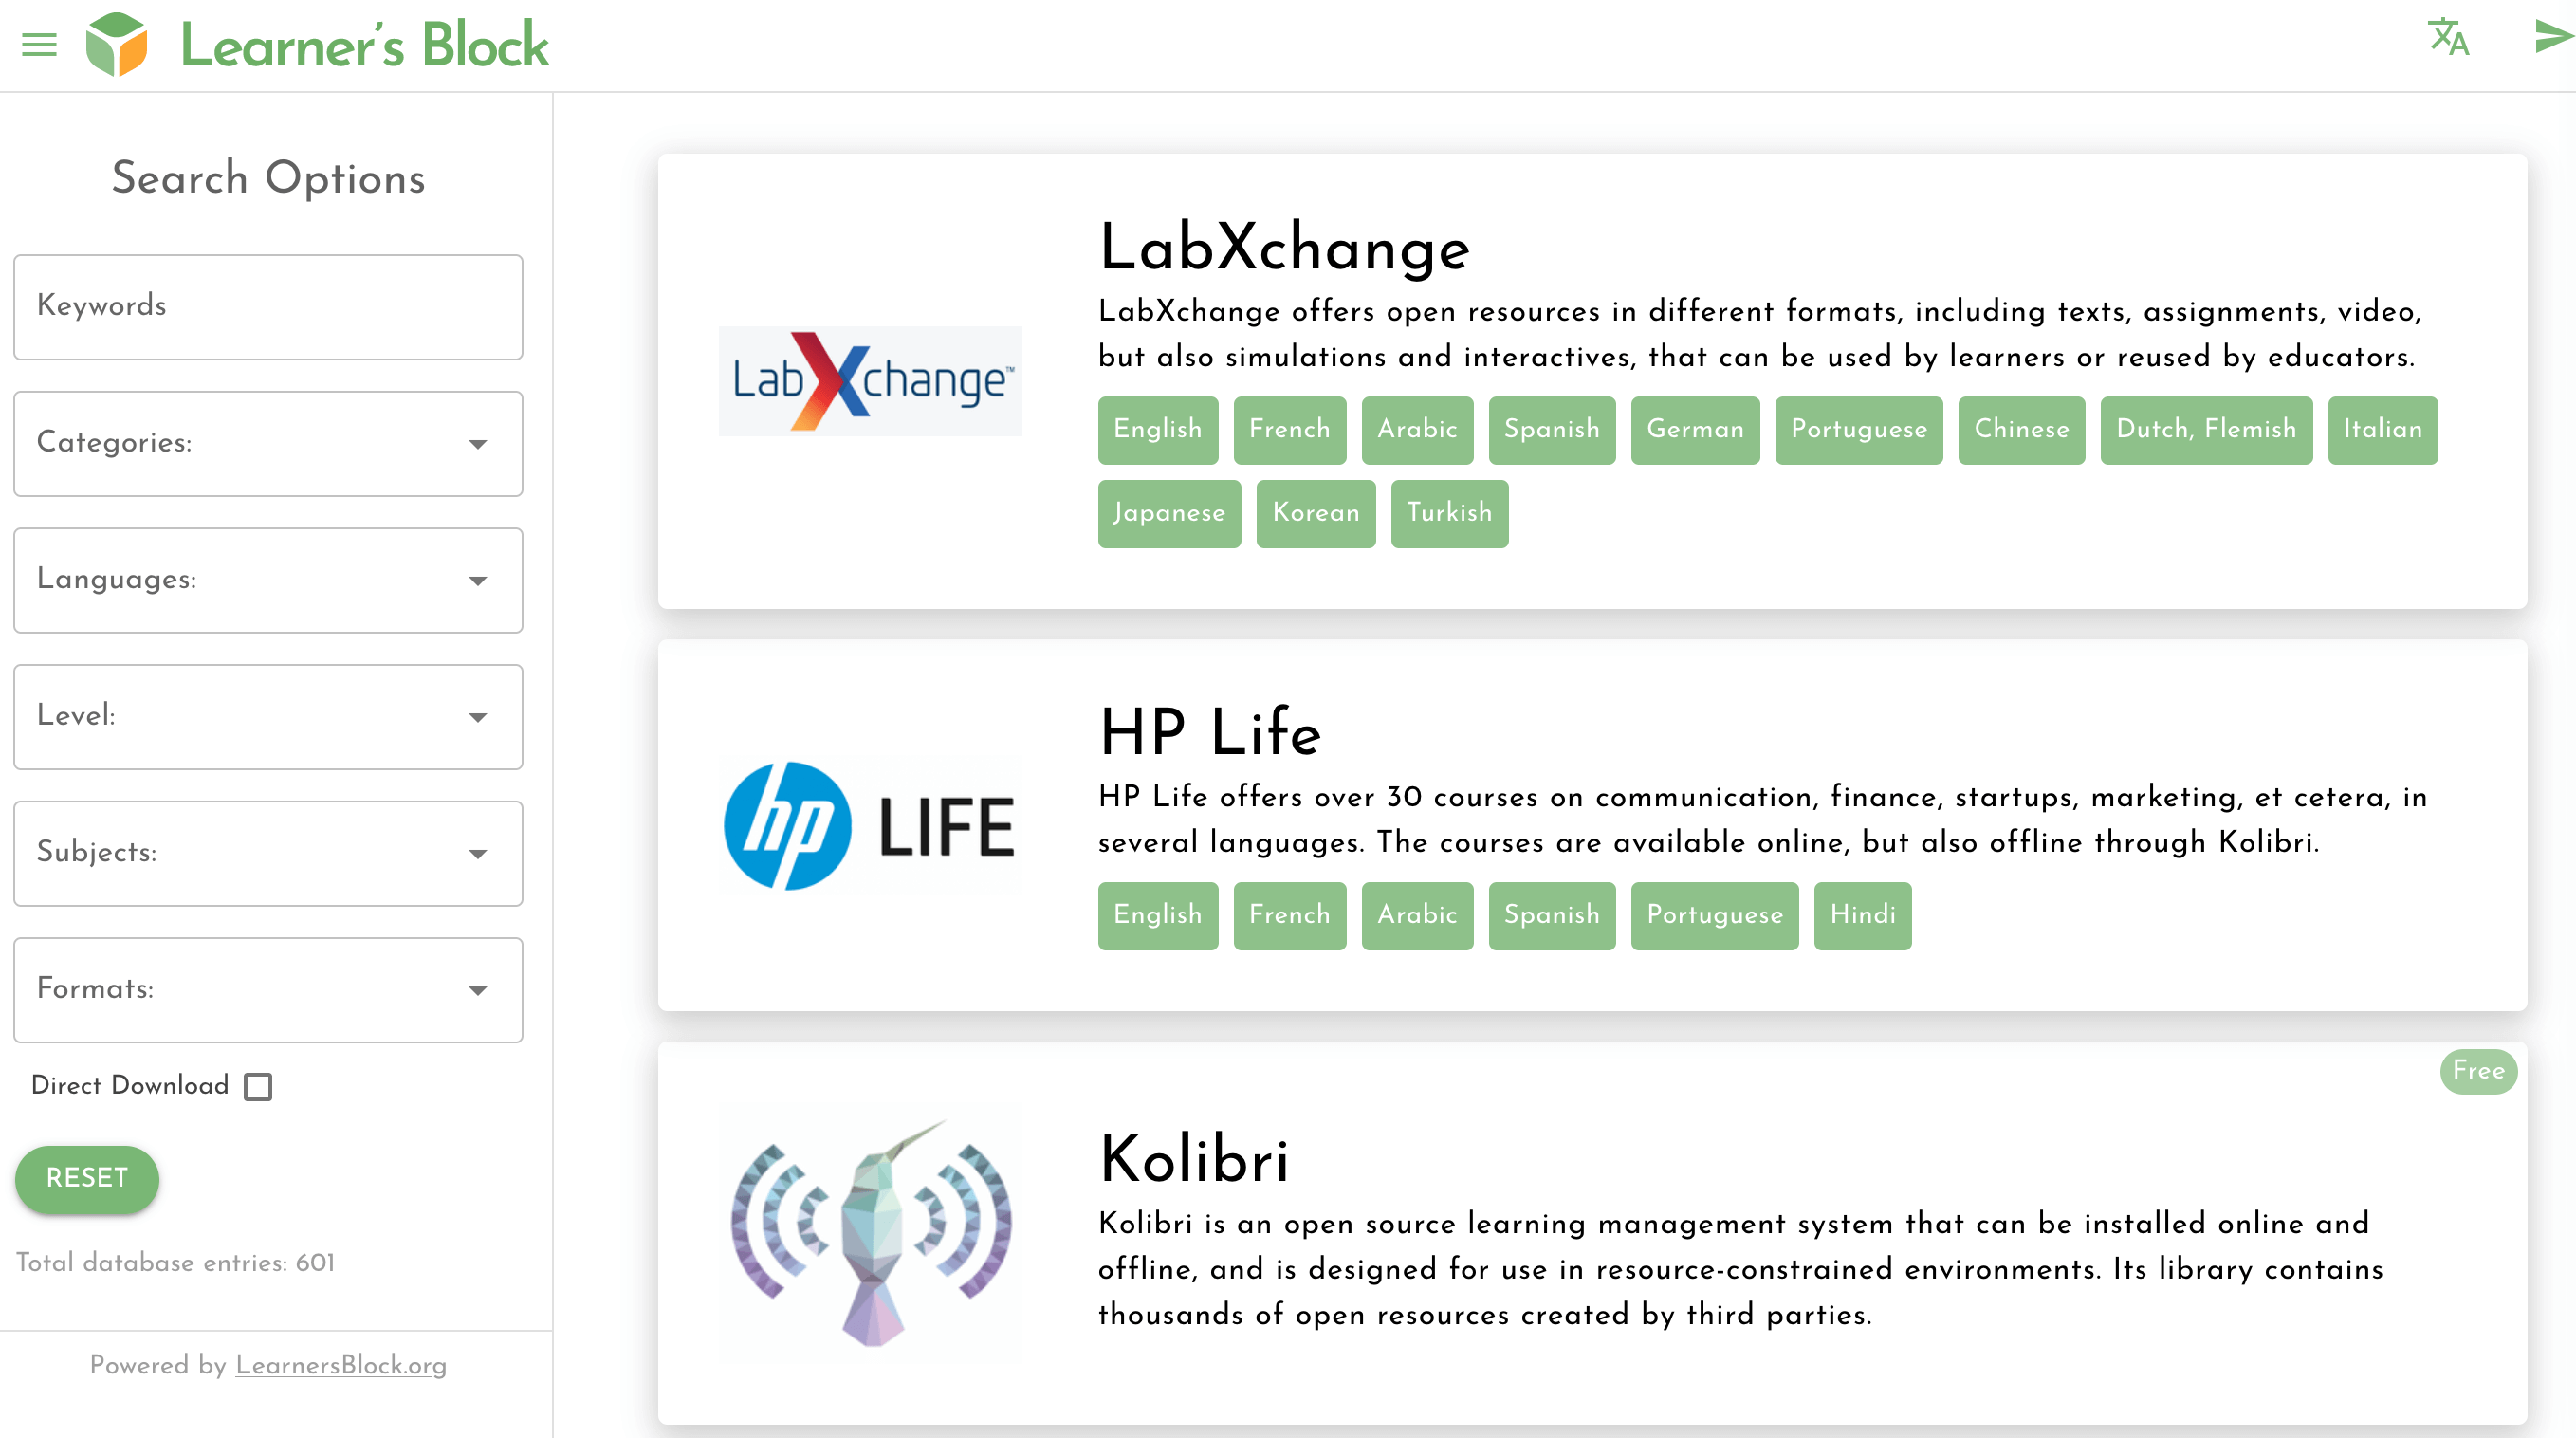 Learner's Block
Search Options
Keywords
Categories:
Languages:
Level:
Subjects:
Formats:
Direct Download
RESET
Total database entries: 601
Powered by LearnersBlock.org
LabXchange™
LabXchange
LabXchange offers open resources in different formats, including texts, assignments, video,
but also simulations and interactives, that can be used by learners or reused by educators.
English French Arabic Spanish German Portuguese Chinese Dutch, Flemish Italian
Japanese Korean Turkish
hp LIFE
HP Life
HP Life offers over 30 courses on communication, finance, startups, marketing, et cetera, in
several languages. The courses are available online, but also offline through Kolibri.
English French Arabic Spanish Portuguese Hindi
Free
Kolibri
Kolibri is an open source learning management system that can be installed online and
offline, and is designed for use in resource-constrained environments. Its library contains
thousands of open resources created by third parties.